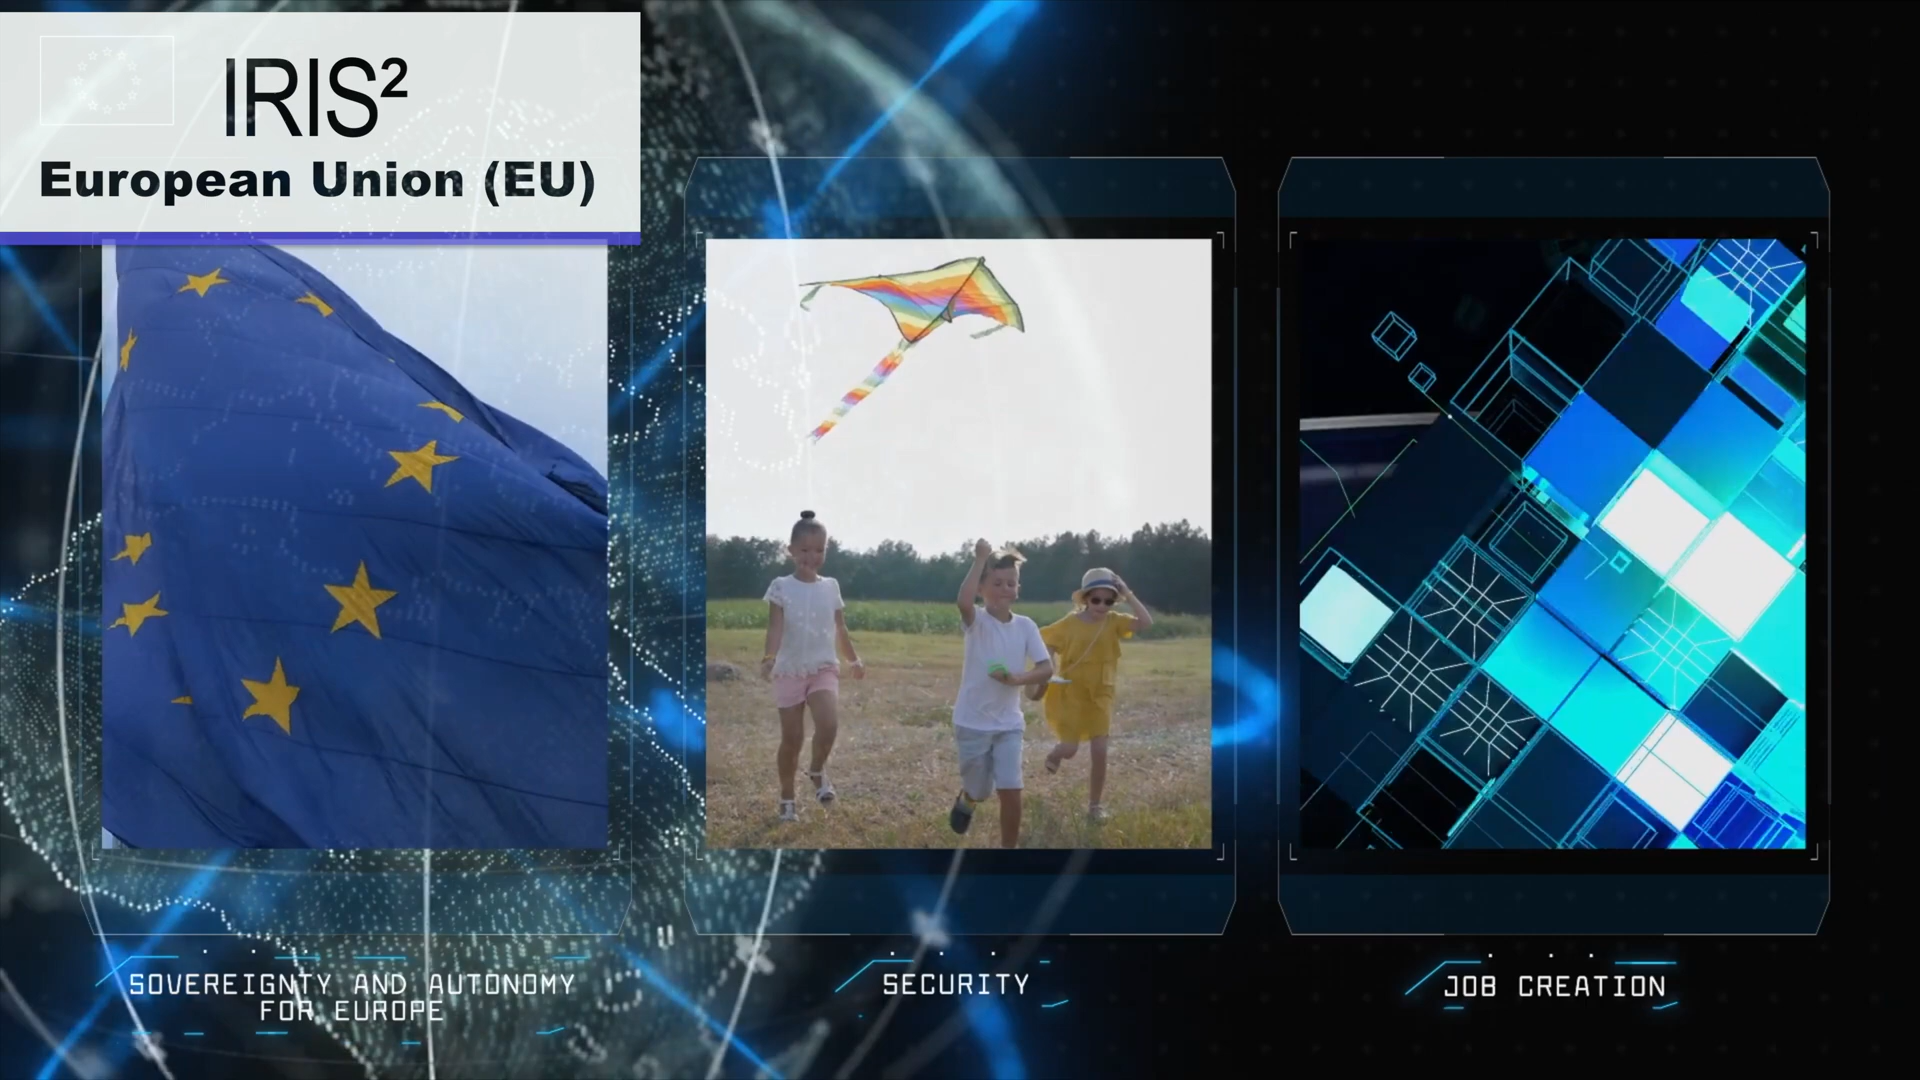 IRIS²
European Union (EU)
SOVEREIGNTY AND AUTONOMY
FOR EUROPE
SECURITY
JOB CREATION